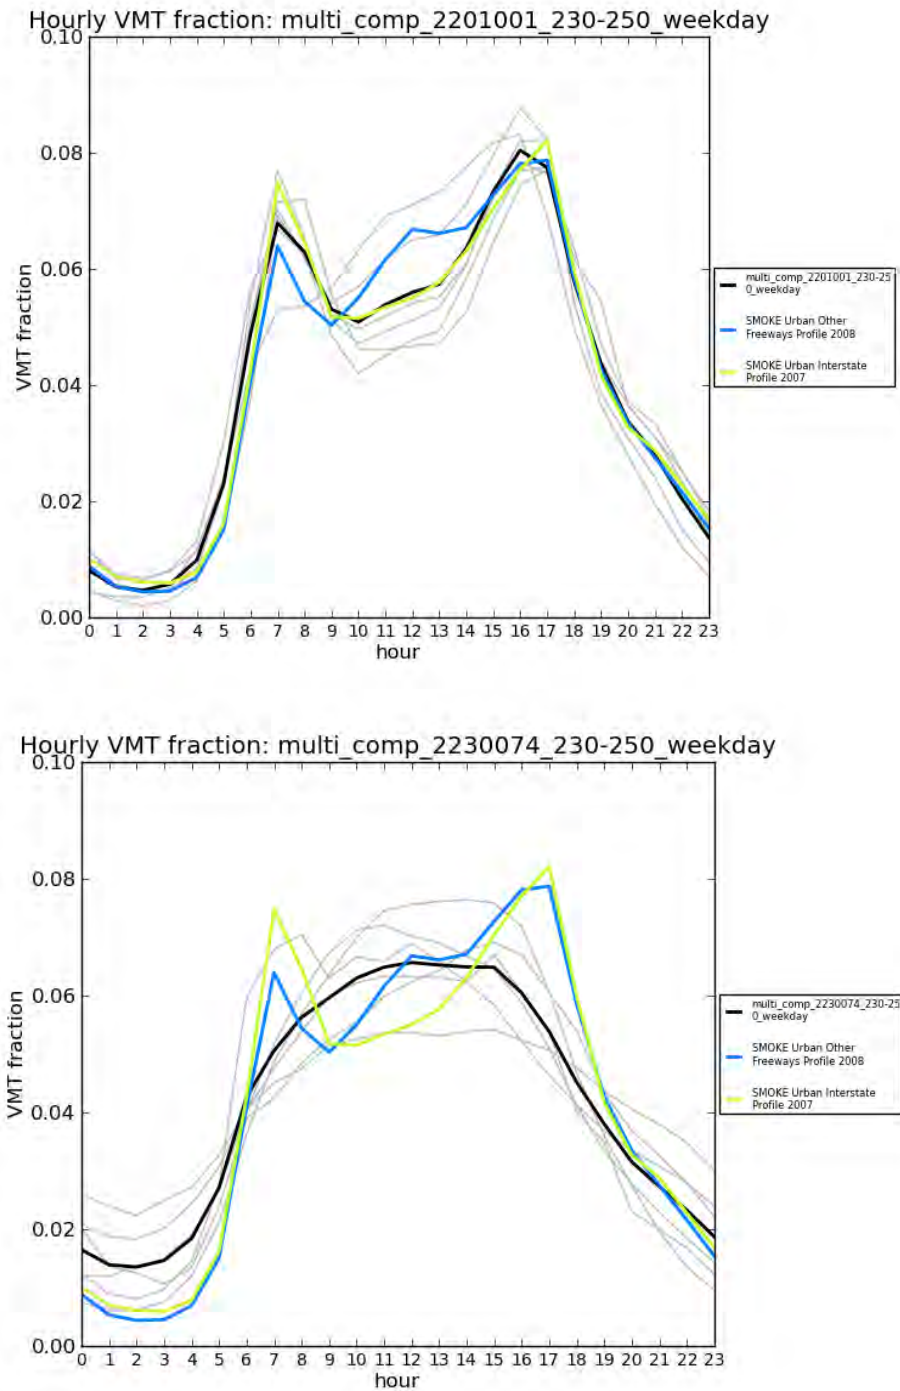 Hourly VMT fraction: multi_comp_2201001_230-250_weekday
0.10
0.08
0.06
0.04
0.02
0.00
VMT fraction
0 1 2 3 4 5 6 7 8 9 10 11 12 13 14 15 16 17 18 19 20 21 22 23
hour
multi_comp_2201001_230-25
0_weekday
SMOKE Urban Other
Freeways Profile 2008
SMOKE Urban Interstate
Profile 2007
Hourly VMT fraction: multi_comp_2230074_230-250_weekday
0.10
0.08
0.06
0.04
0.02
0.00
VMT fraction
0 1 2 3 4 5 6 7 8 9 10 11 12 13 14 15 16 17 18 19 20 21 22 23
hour
multi_comp_2230074_230-25
0_weekday
SMOKE Urban Other
Freeways Profile 2008
SMOKE Urban Interstate
Profile 2007